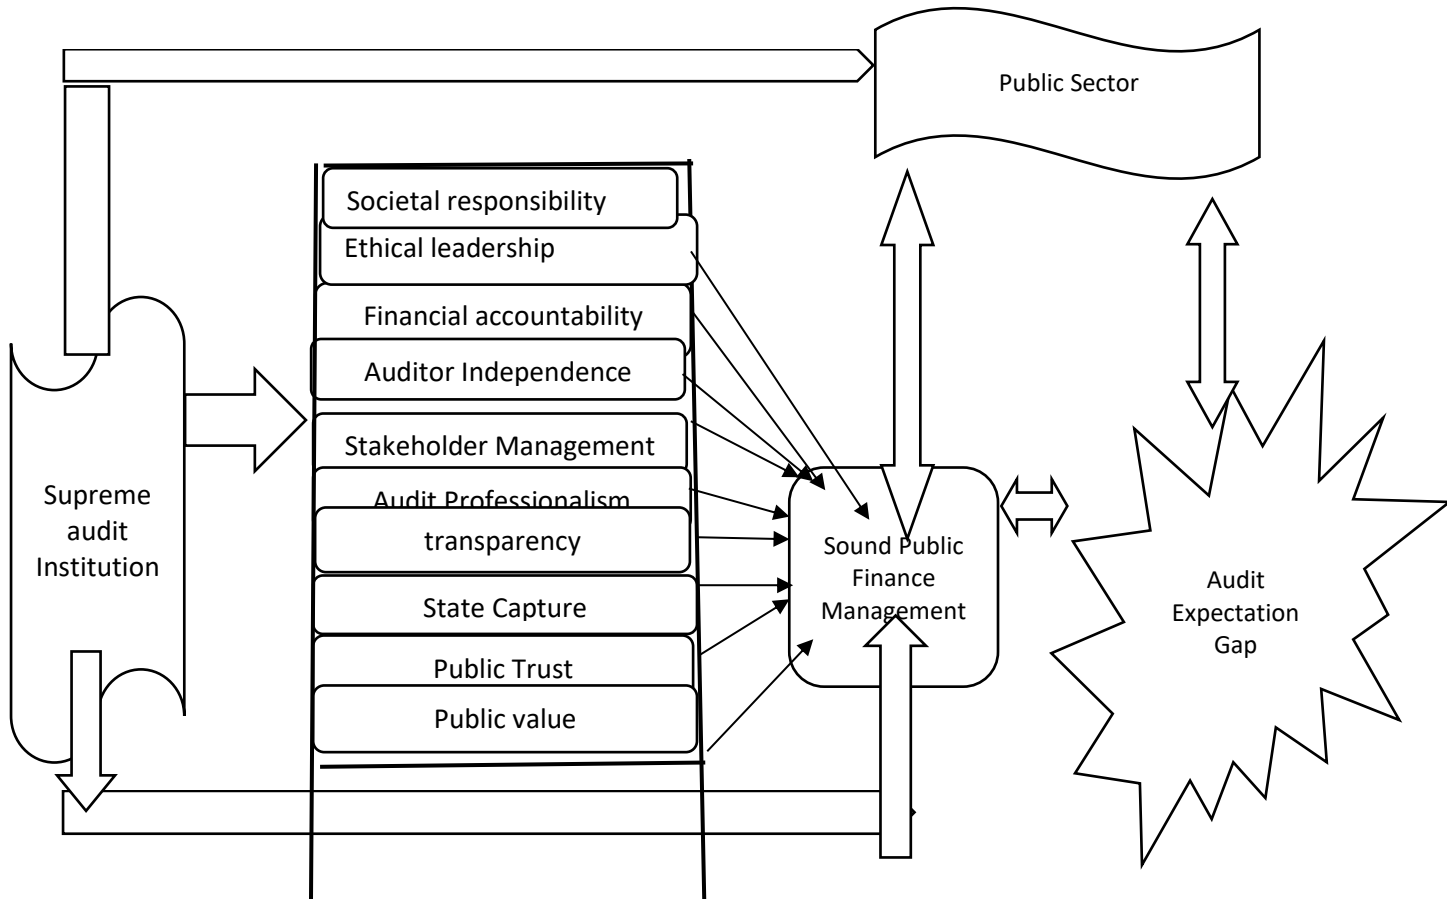 Public Sector
Societal responsibility
Ethical leadership
Financial accountability
Auditor Independence
Stakeholder Management
Audit Professionalism
transparency
State Capture
Public Trust
Public value
Supreme
audit
Institution
Sound Public
Finance
Management
Audit
Expectation
Gap